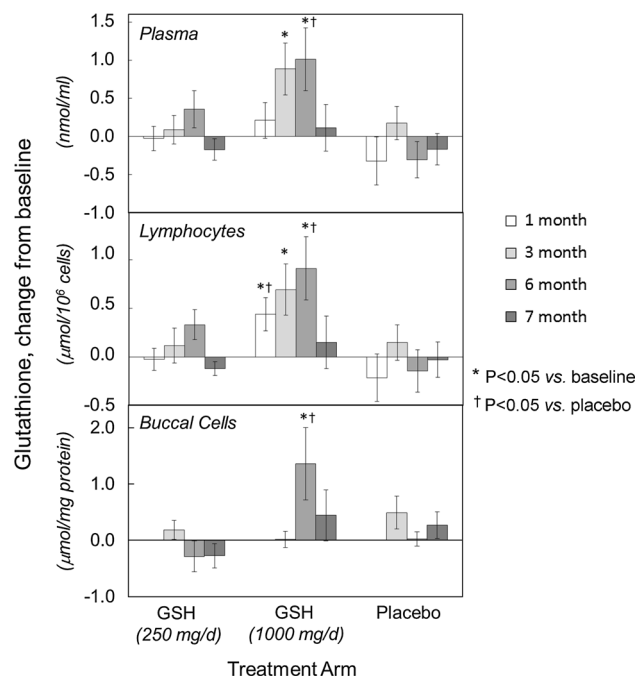 Glutathione, change from baseline
Plasma
(nmol/ml)
1.5
1.0
0.5
0.0
-0.5
-1.0
*
*†
Lymphocytes
(μmol/10⁶ cells)
1.0
0.5
0.0
-0.5
*†
*
*†
Buccal Cells
(μmol/mg protein)
2.0
1.0
0.0
-1.0
*†
GSH
(250 mg/d)
GSH
(1000 mg/d)
Placebo
Treatment Arm
1 month
3 month
6 month
7 month
* P<0.05 vs. baseline
† P<0.05 vs. placebo